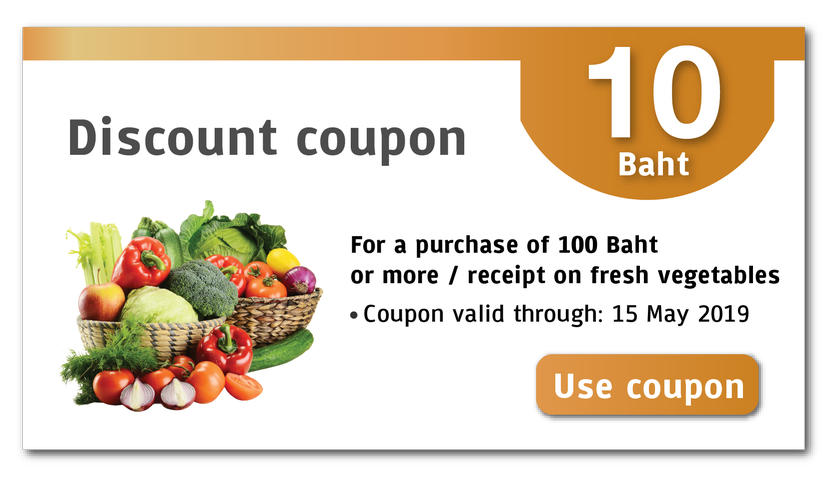 10
Baht
Discount coupon
For a purchase of 100 Baht
or more / receipt on fresh vegetables
• Coupon valid through: 15 May 2019
Use coupon